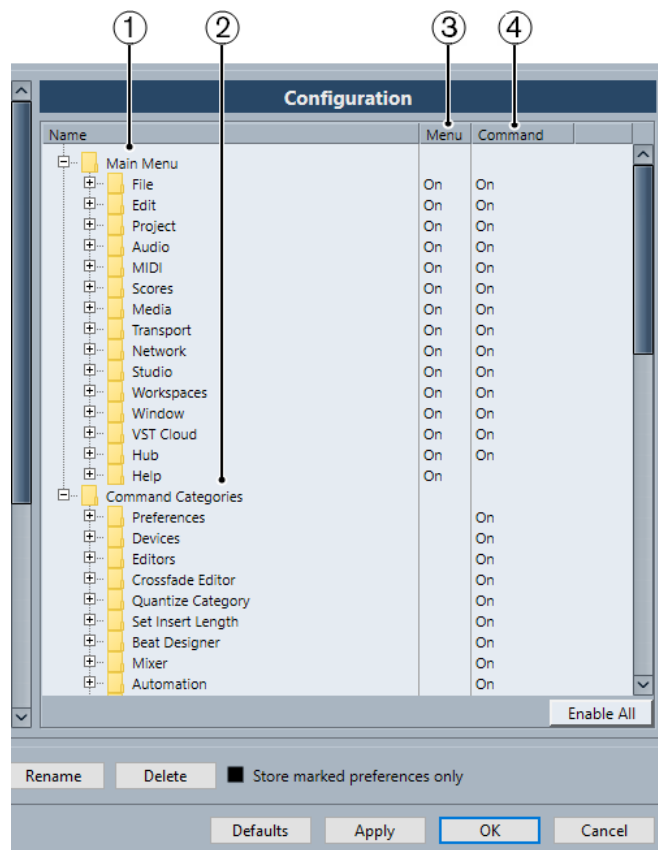 1 2 3 4
Configuration
Name Menu Command
Main Menu
File On On
Edit On On
Project On On
Audio On On
MIDI On On
Scores On On
Media On On
Transport On On
Network On On
Studio On On
Workspaces On On
Window On On
VST Cloud On On
Hub On On
Help On
Command Categories
Preferences On
Devices On
Editors On
Crossfade Editor On
Quantize Category On
Set Insert Length On
Beat Designer On
Mixer On
Automation On
Enable All
Rename Delete Store marked preferences only
Defaults Apply OK Cancel